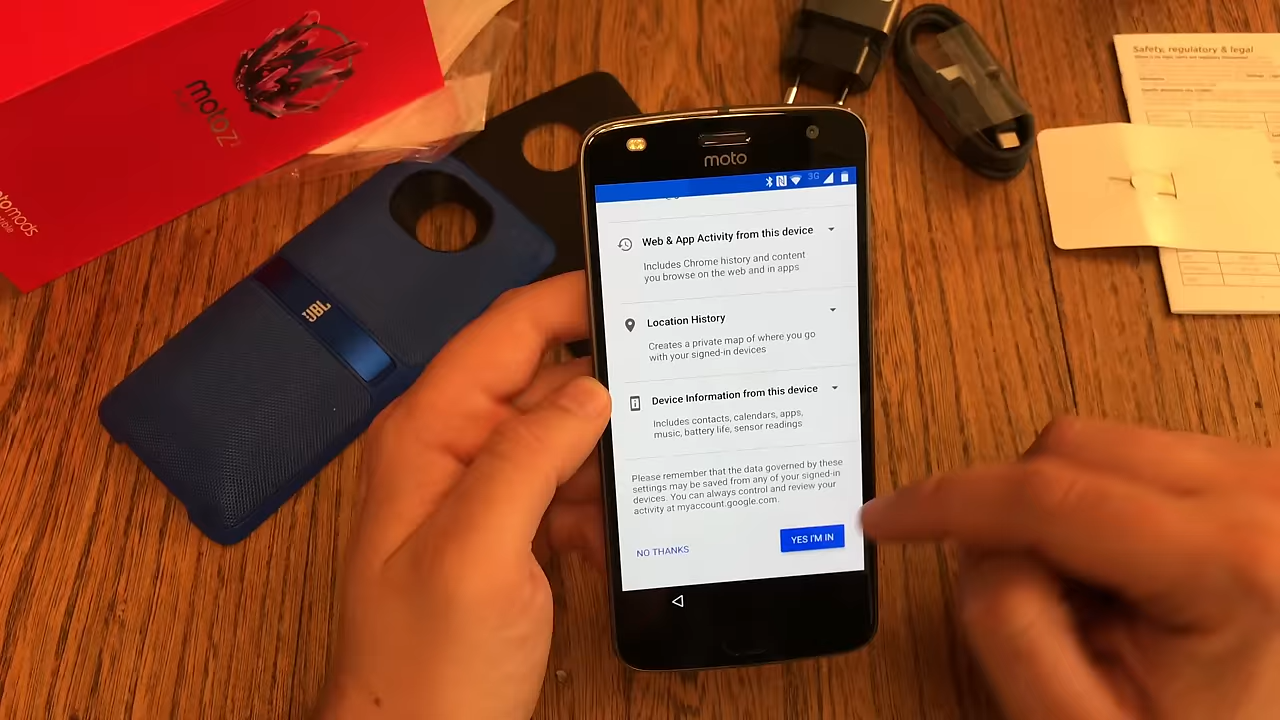 moto z²
motomods
Safety, regulatory & legal
JBL
moto
3G
Web & App Activity from this device
Includes Chrome history and content
you browse on the web and in apps
Location History
Creates a private map of where you go
with your signed-in devices
Device Information from this device
Includes contacts, calendars, apps,
music, battery life, sensor readings
Please remember that the data governed by these
settings may be saved from any of your signed-in
devices. You can always control and review your
activity at myaccount.google.com.
NO THANKS
YES I'M IN